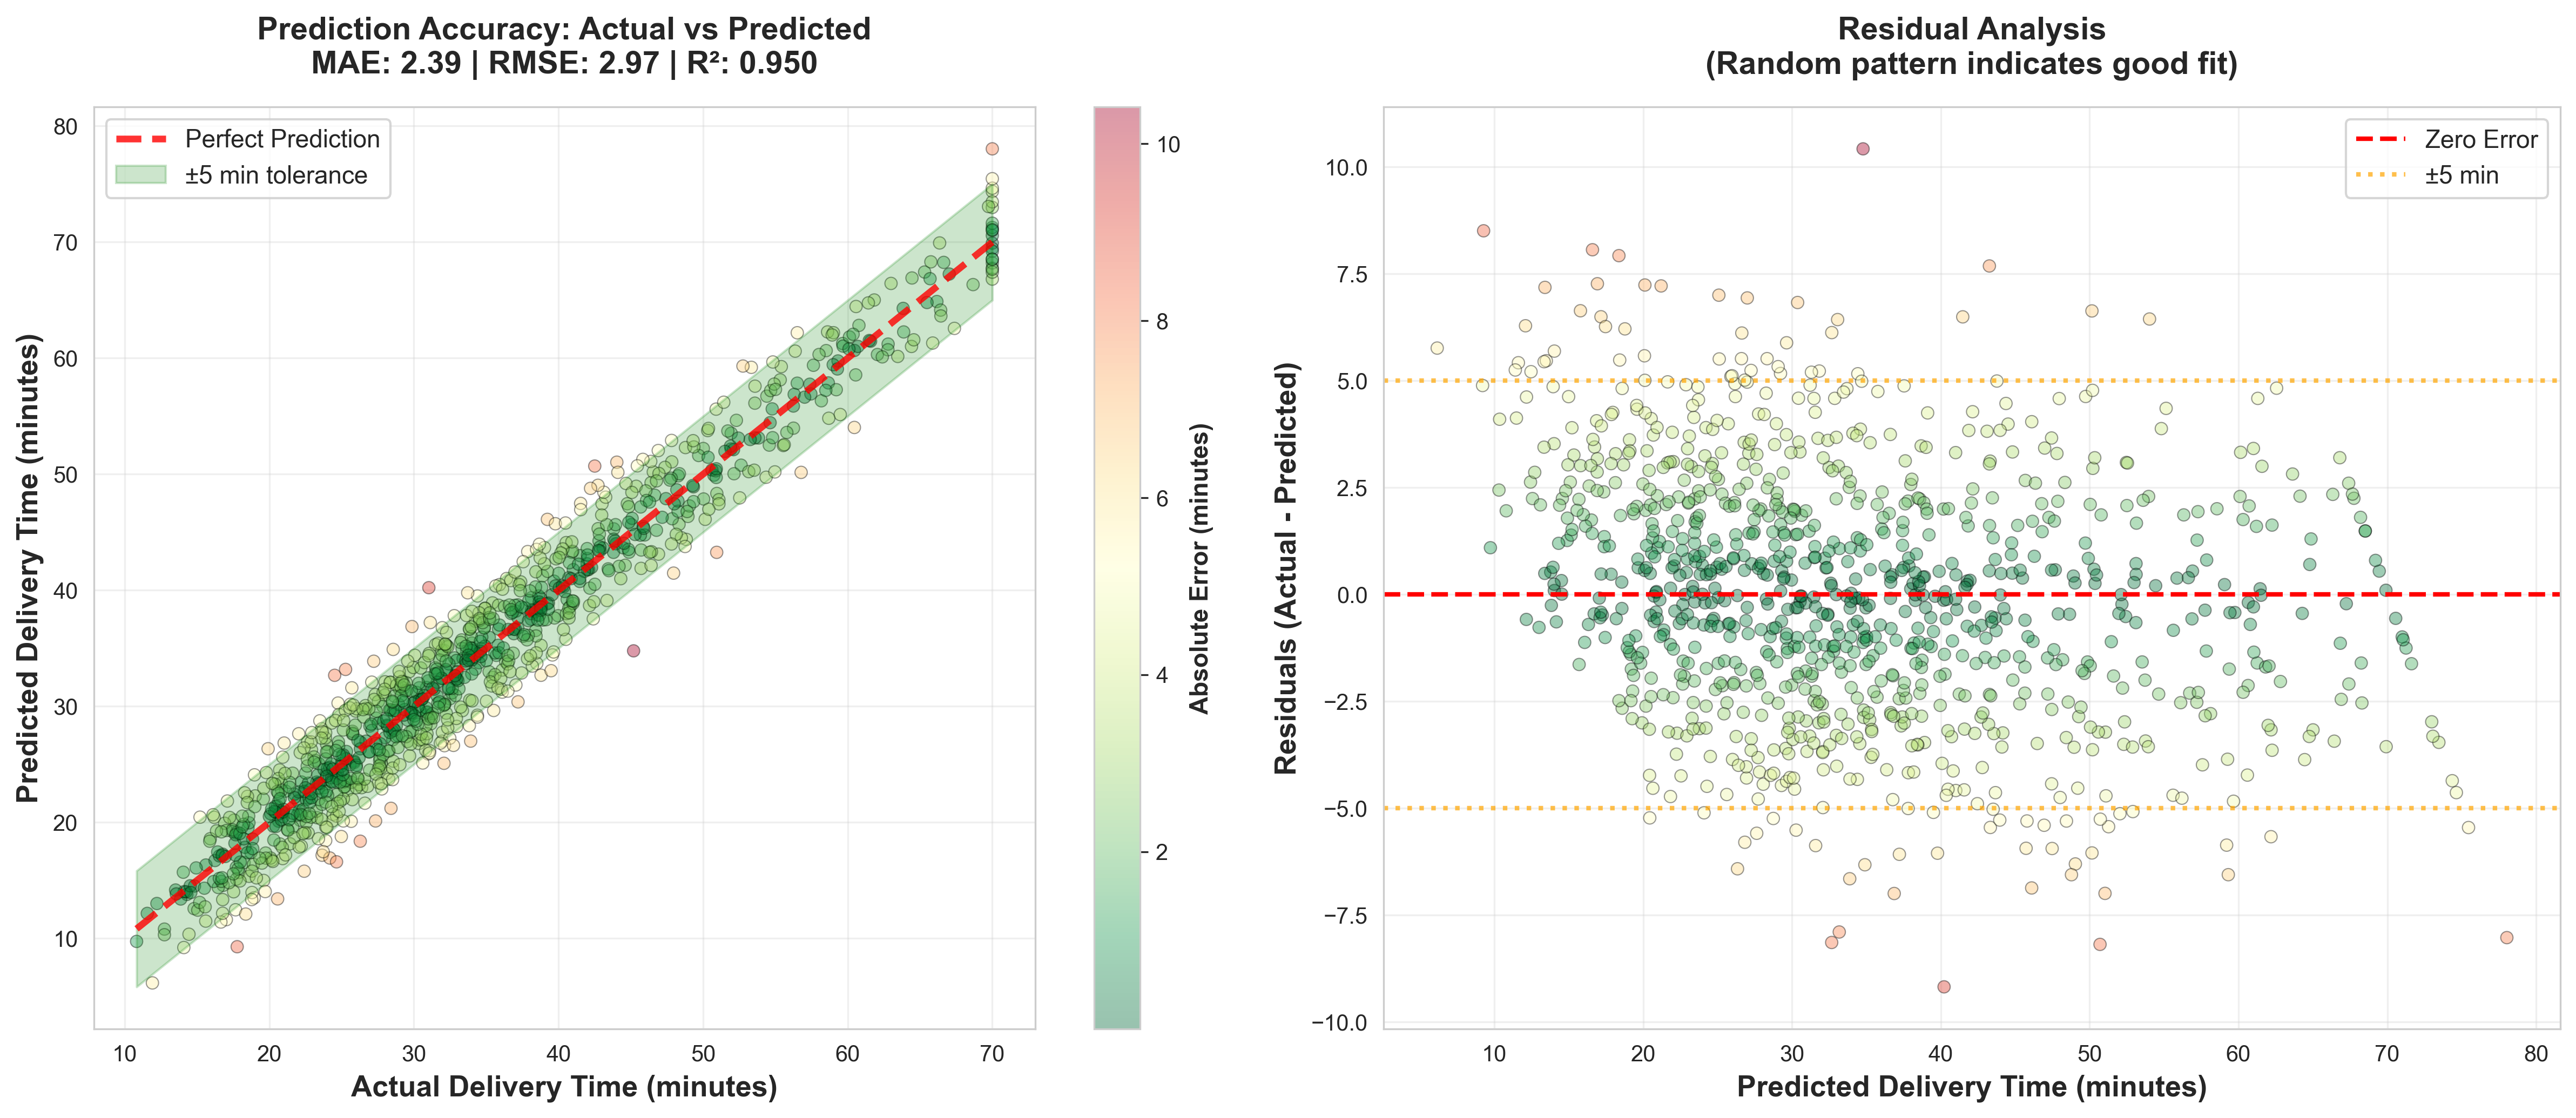 Prediction Accuracy: Actual vs Predicted
MAE: 2.39 | RMSE: 2.97 | R²: 0.950
Perfect Prediction
±5 min tolerance
80
70
60
50
40
30
20
10
Predicted Delivery Time (minutes)
10 20 30 40 50 60 70
Actual Delivery Time (minutes)
10
8
6
4
2
Absolute Error (minutes)
Residual Analysis
(Random pattern indicates good fit)
Zero Error
±5 min
10.0
7.5
5.0
2.5
0.0
−2.5
−5.0
−7.5
−10.0
Residuals (Actual - Predicted)
10 20 30 40 50 60 70 80
Predicted Delivery Time (minutes)